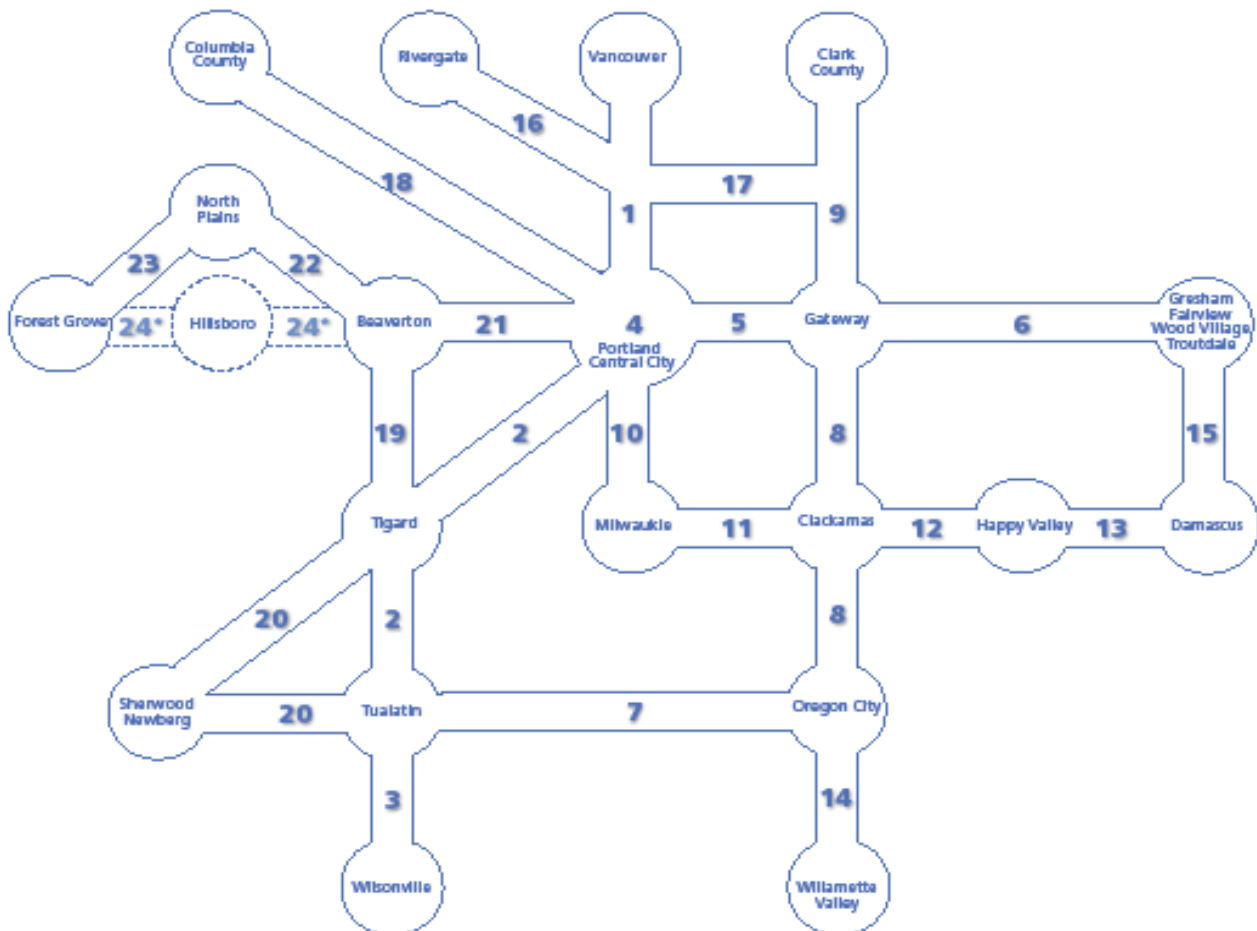 Columbia
County
Rivergate
Vancouver
Clark
County
16
18
17
North
Plains
1
9
23
22
Forest Grove
24*
Hillsboro
24*
Beaverton
21
4
Portland
Central City
5
Gateway
6
Gresham
Fairview
Wood Village
Troutdale
19
2
10
8
15
Tigard
Milwaukie
11
Clackamas
12
Happy Valley
13
Damascus
20
2
8
Sherwood
Newberg
20
Tualatin
7
Oregon City
3
14
Wilsonville
Willamette
Valley